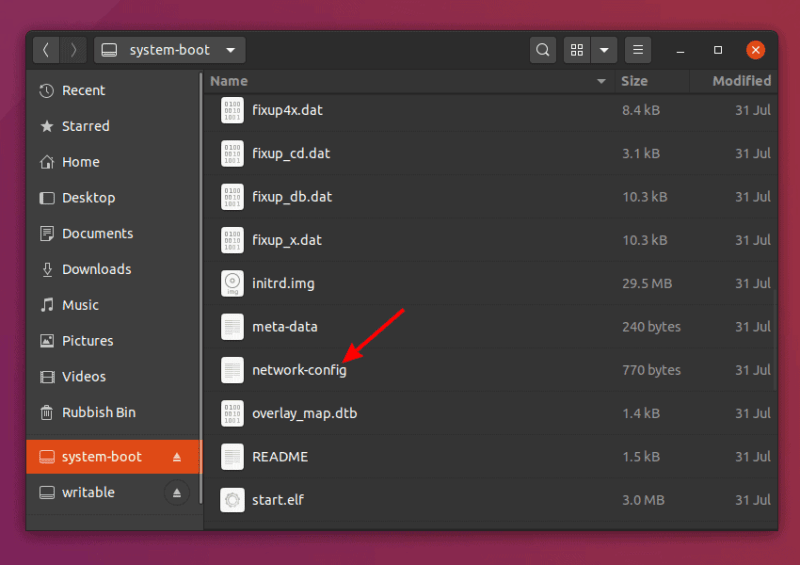 system-boot
Name Size Modified
Recent
Starred
Home
Desktop
Documents
Downloads
Music
Pictures
Videos
Rubbish Bin
system-boot
writable
fixup4x.dat 8.4 kB 31 Jul
fixup_cd.dat 3.1 kB 31 Jul
fixup_db.dat 10.3 kB 31 Jul
fixup_x.dat 10.3 kB 31 Jul
initrd.img 29.5 MB 31 Jul
meta-data 240 bytes 31 Jul
network-config 770 bytes 31 Jul
overlay_map.dtb 1.4 kB 31 Jul
README 1.5 kB 31 Jul
start.elf 3.0 MB 31 Jul